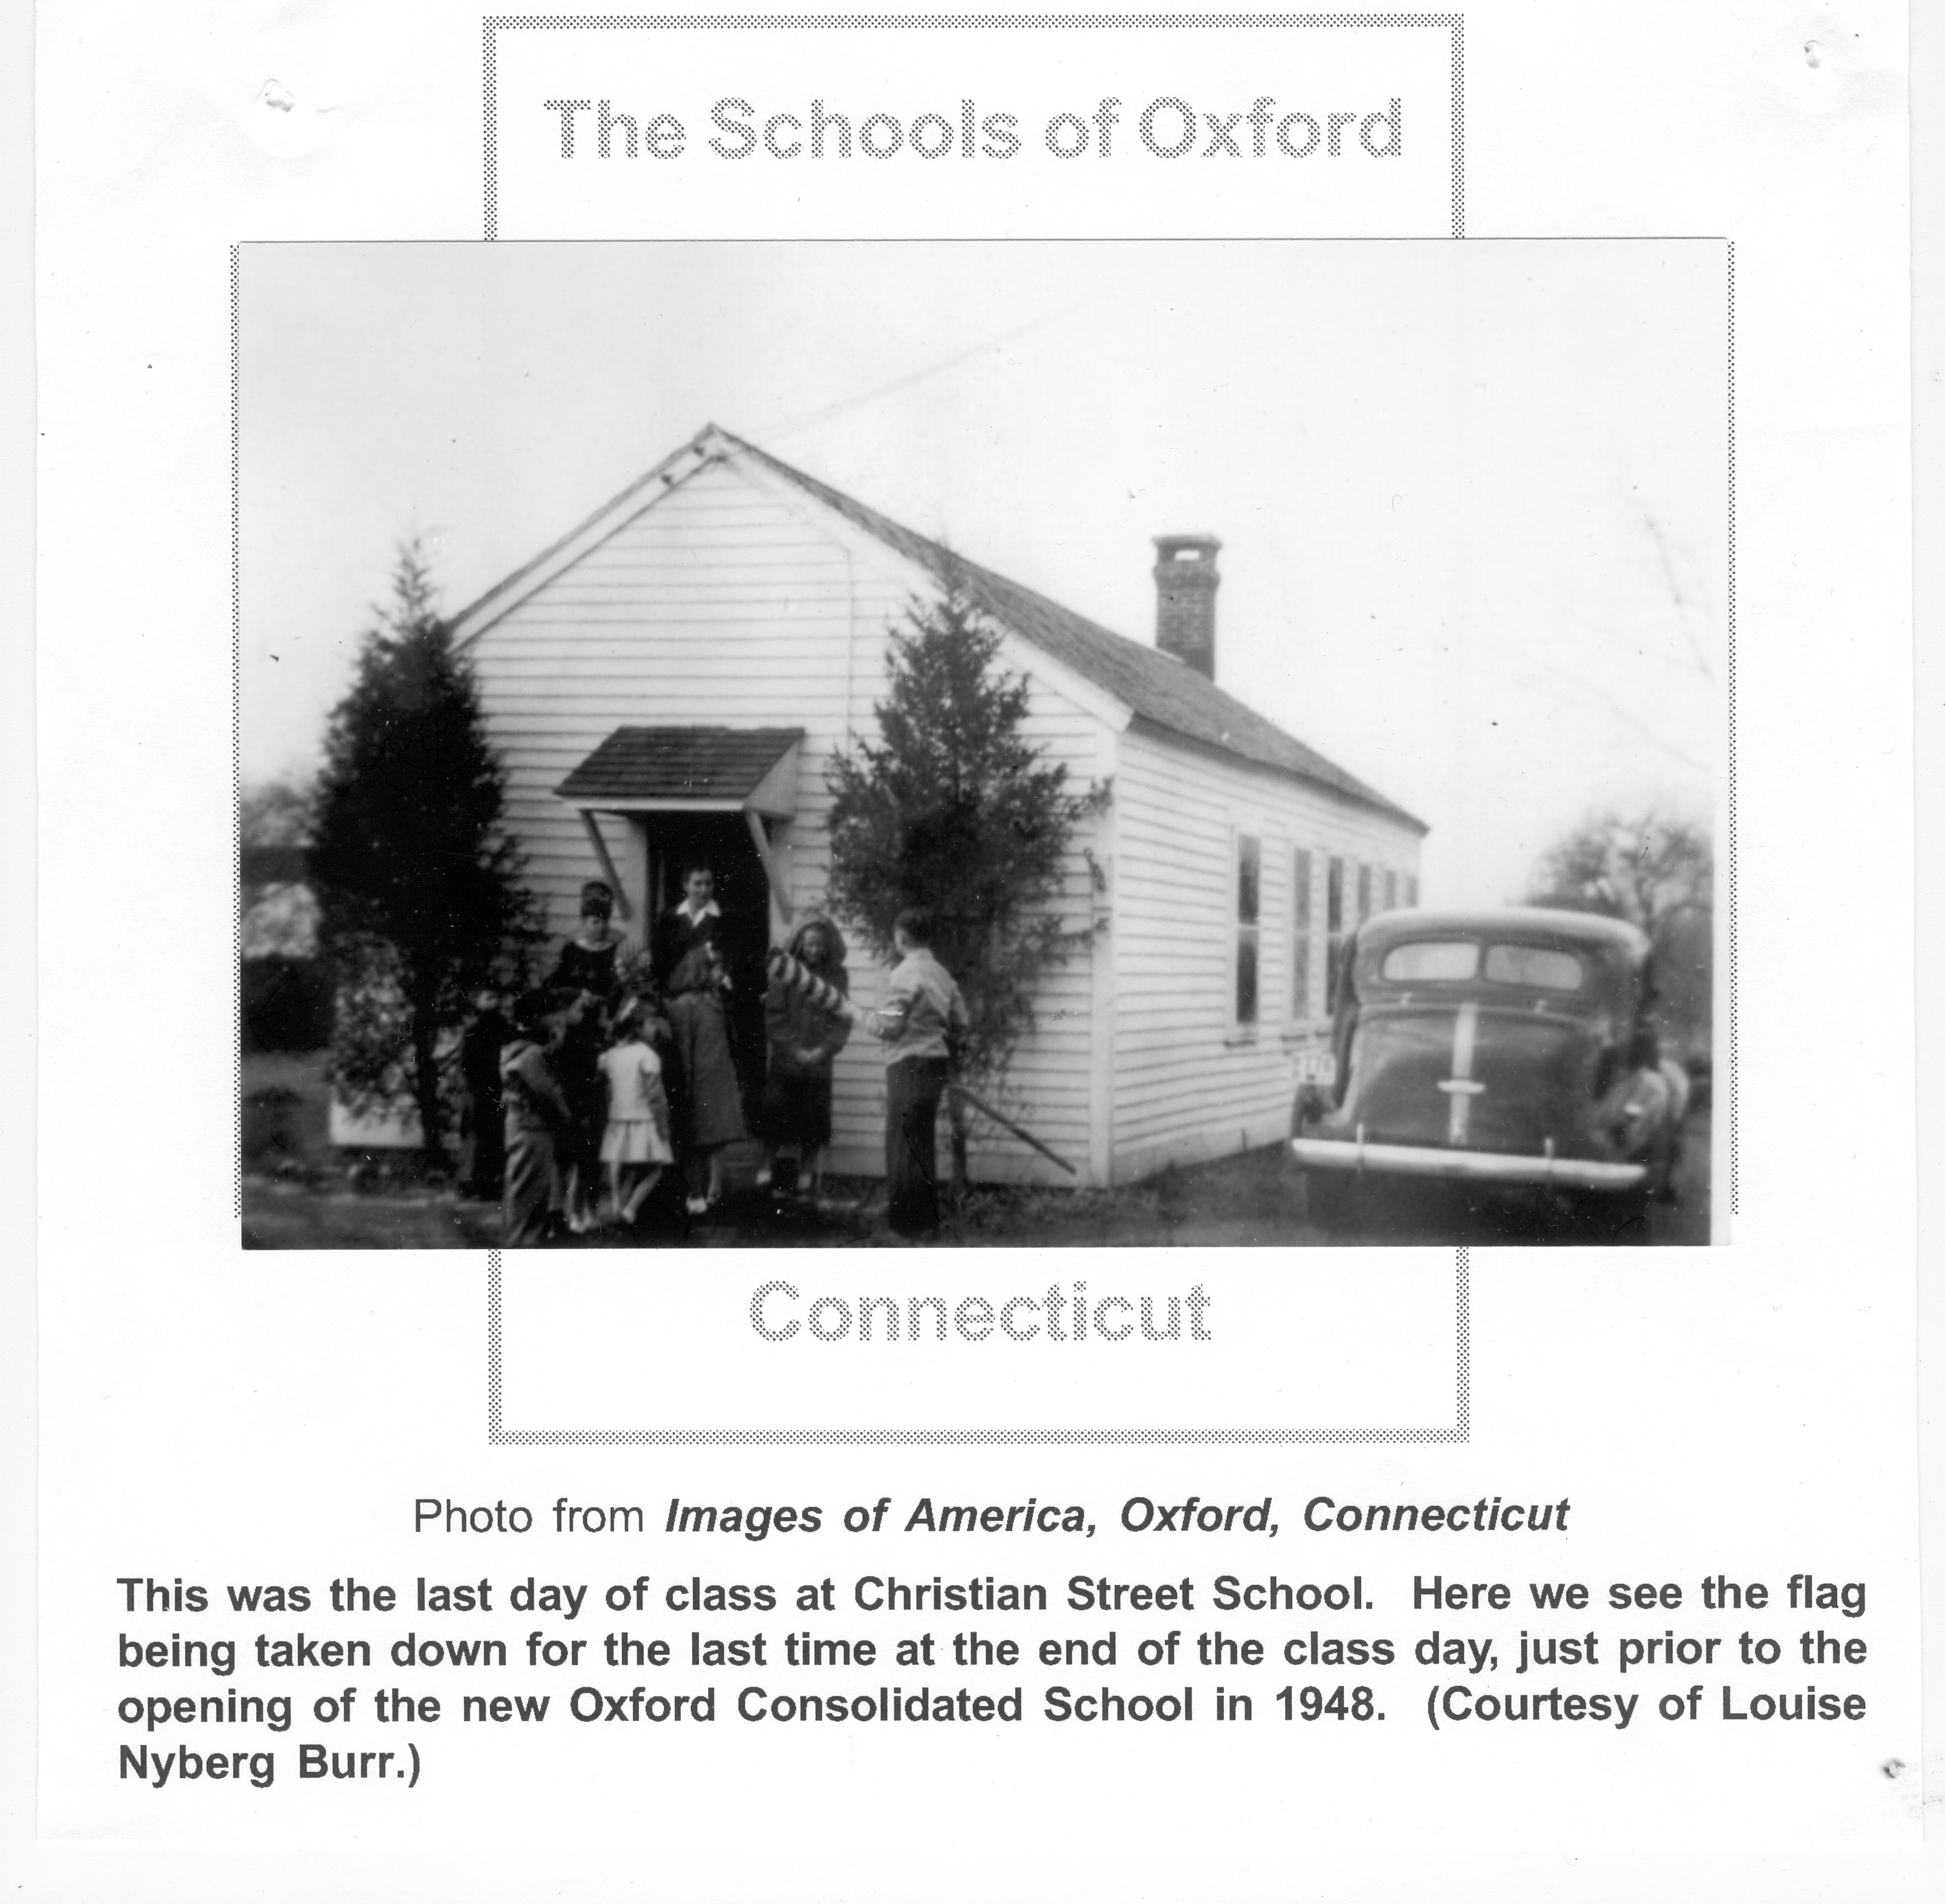 The Schools of Oxford
Connecticut
Photo from Images of America, Oxford, Connecticut
This was the last day of class at Christian Street School. Here we see the flag
being taken down for the last time at the end of the class day, just prior to the
opening of the new Oxford Consolidated School in 1948. (Courtesy of Louise
Nyberg Burr.)